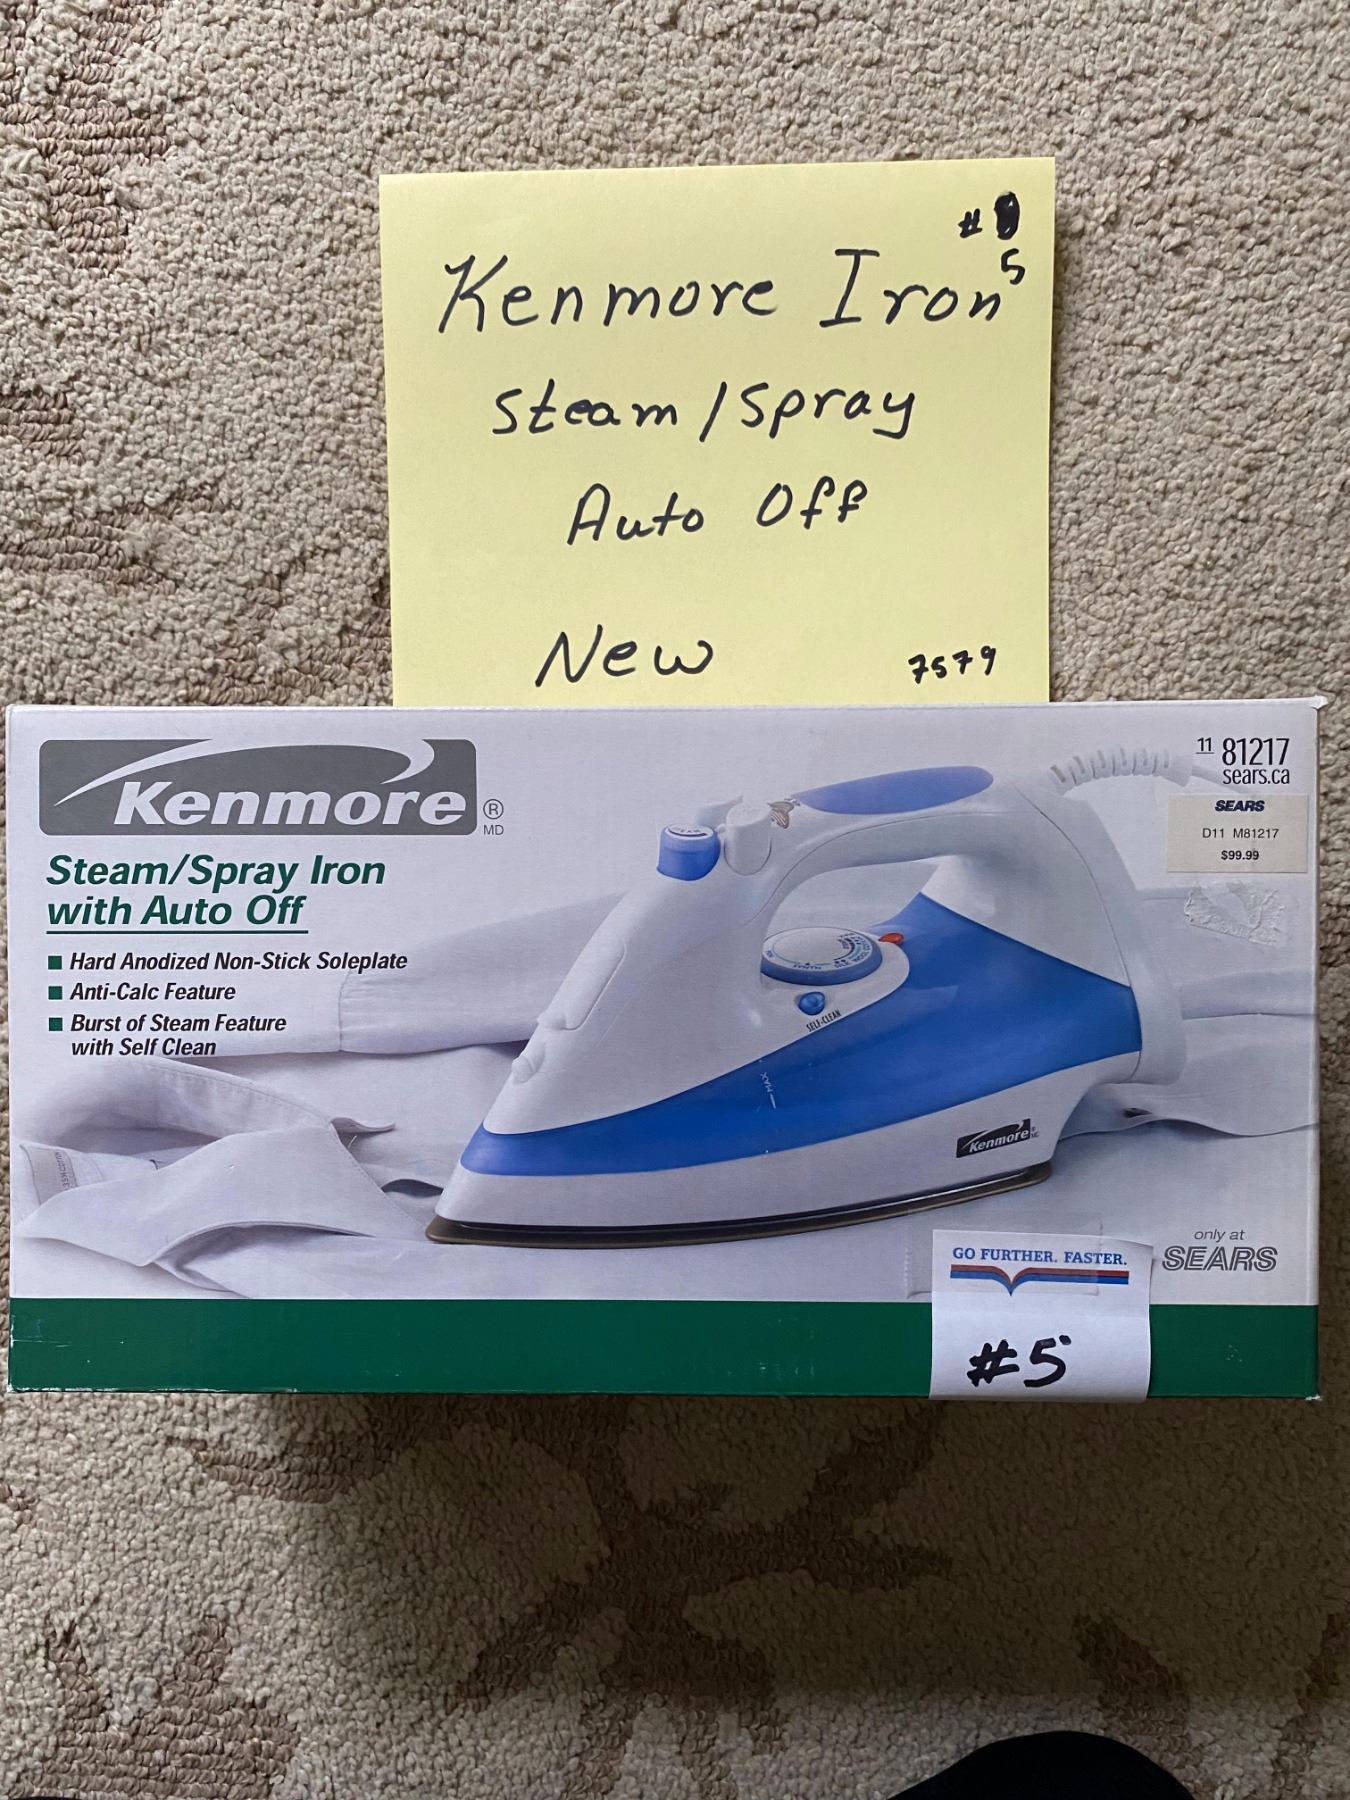 #
5
Kenmore Iron
Steam/Spray
Auto Off
New
7579
Kenmore ®
MD
Steam/Spray Iron
with Auto Off
■ Hard Anodized Non-Stick Soleplate
■ Anti-Calc Feature
■ Burst of Steam Feature
with Self Clean
11 81217
sears.ca
SEARS
D11 M81217
$99.99
SELF-CLEAN
MAX
Kenmore
only at
SEARS
GO FURTHER. FASTER.
#5